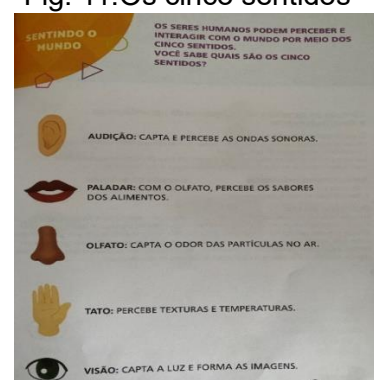 Fig. 11.Os cinco sentidos
SENTINDO O
MUNDO
OS SERES HUMANOS PODEM PERCEBER E
INTERAGIR COM O MUNDO POR MEIO DOS
CINCO SENTIDOS.
VOCÊ SABE QUAIS SÃO OS CINCO
SENTIDOS?
AUDIÇÃO: CAPTA E PERCEBE AS ONDAS SONORAS.
PALADAR: COM O OLFATO, PERCEBE OS SABORES
DOS ALIMENTOS.
OLFATO: CAPTA O ODOR DAS PARTÍCULAS NO AR.
TATO: PERCEBE TEXTURAS E TEMPERATURAS.
VISÃO: CAPTA A LUZ E FORMA AS IMAGENS.